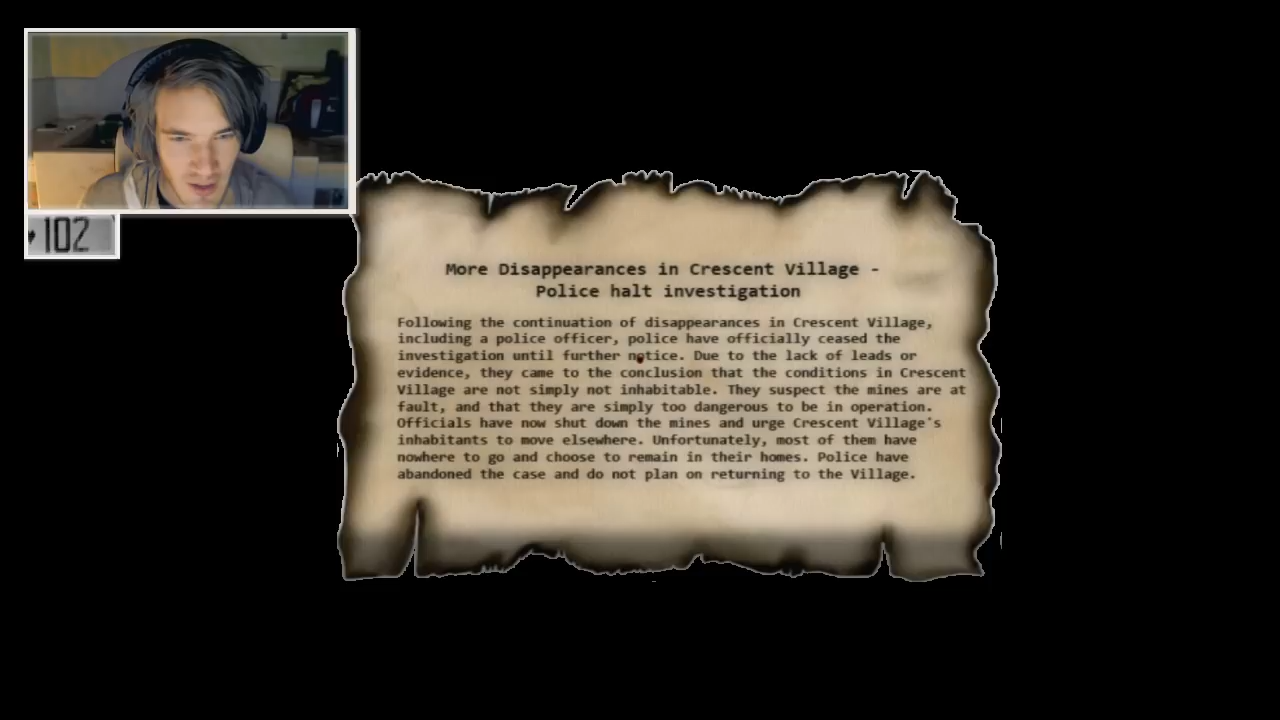 102
More Disappearances in Crescent Village -
Police halt investigation
Following the continuation of disappearances in Crescent Village,
including a police officer, police have officially ceased the
investigation until further notice. Due to the lack of leads or
evidence, they came to the conclusion that the conditions in Crescent
Village are not simply not inhabitable. They suspect the mines are at
fault, and that they are simply too dangerous to be in operation.
Officials have now shut down the mines and urge Crescent Village's
inhabitants to move elsewhere. Unfortunately, most of them have
nowhere to go and choose to remain in their homes. Police have
abandoned the case and do not plan on returning to the Village.